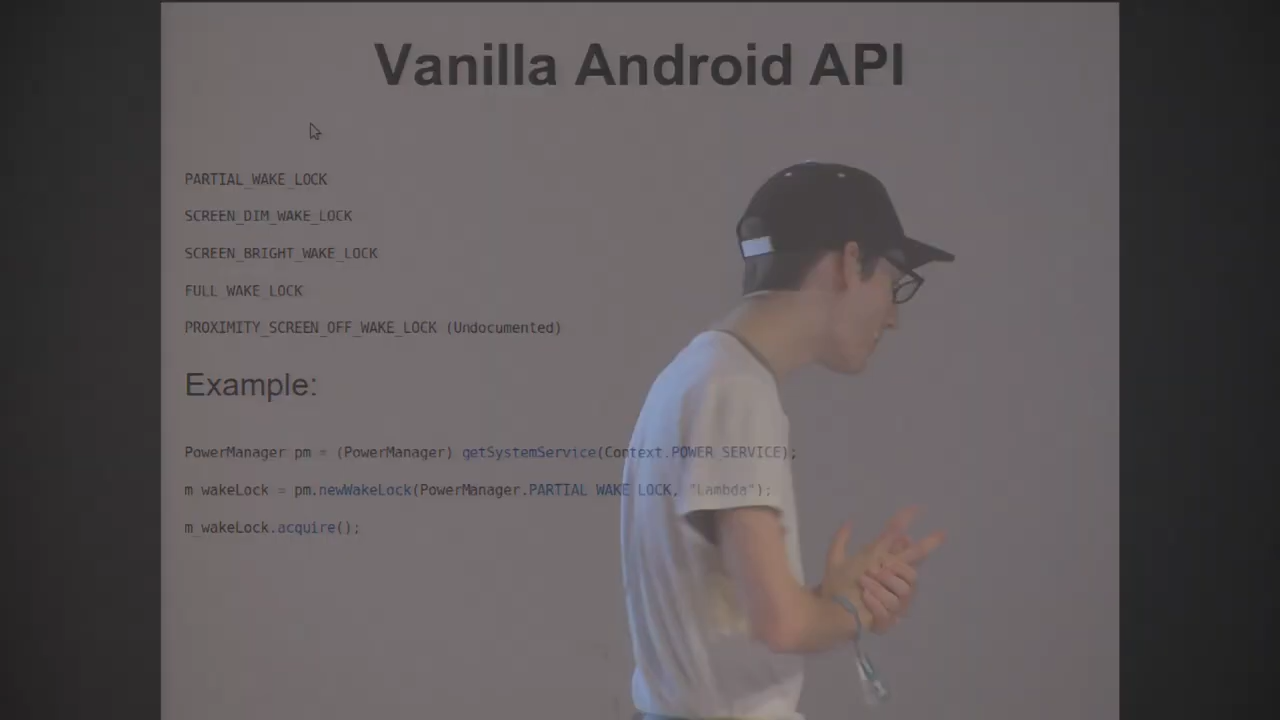 Vanilla Android API
PARTIAL_WAKE_LOCK
SCREEN_DIM_WAKE_LOCK
SCREEN_BRIGHT_WAKE_LOCK
FULL_WAKE_LOCK
PROXIMITY_SCREEN_OFF_WAKE_LOCK (Undocumented)
Example:
PowerManager pm = (PowerManager) getSystemService(Context.POWER_SERVICE);
m_wakeLock = pm.newWakeLock(PowerManager.PARTIAL_WAKE_LOCK, "Lambda");
m_wakeLock.acquire();